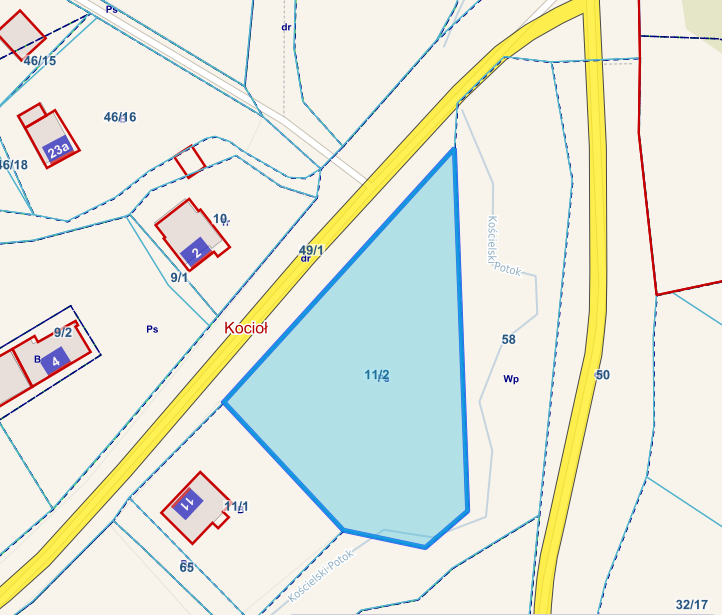 Ps
dr
46/15
46/16
23a
46/18
10
2
49/1
dr
9/1
Kościelski Potok
Kocioł
Ps
9/2
B
4
58
11/2
Wp
50
11
11/1
65
Kościelski Potok
32/17